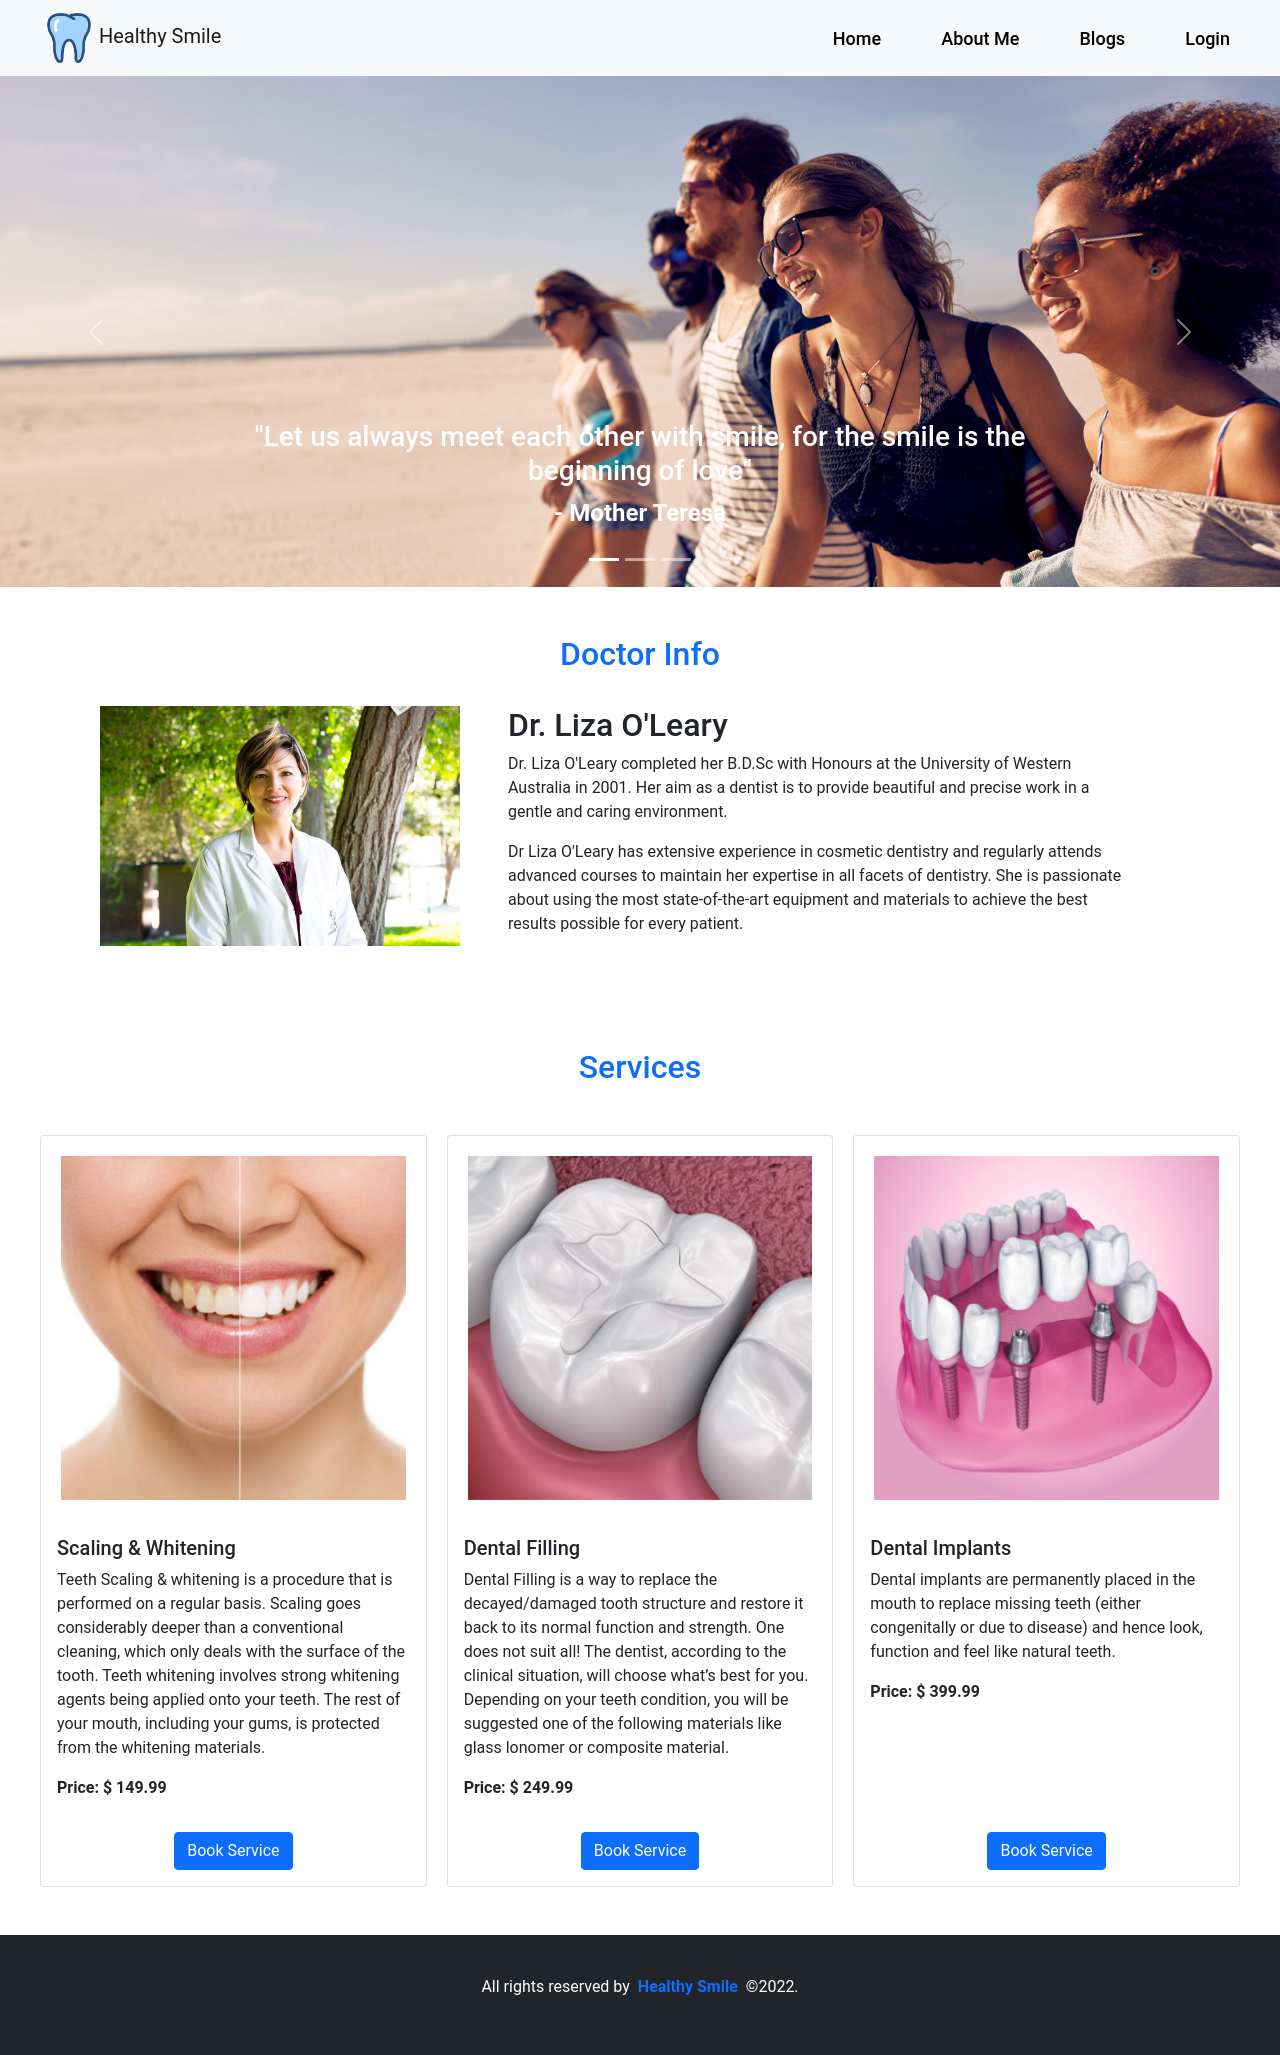 Healthy Smile
Home
About Me
Blogs
Login
"Let us always meet each other with smile, for the smile is the
beginning of love"
- Mother Teresa
Doctor Info
Dr. Liza O'Leary
Dr. Liza O'Leary completed her B.D.Sc with Honours at the University of Western
Australia in 2001. Her aim as a dentist is to provide beautiful and precise work in a
gentle and caring environment.
Dr Liza O'Leary has extensive experience in cosmetic dentistry and regularly attends
advanced courses to maintain her expertise in all facets of dentistry. She is passionate
about using the most state-of-the-art equipment and materials to achieve the best
results possible for every patient.
Services
Scaling & Whitening
Teeth Scaling & whitening is a procedure that is
performed on a regular basis. Scaling goes
considerably deeper than a conventional
cleaning, which only deals with the surface of the
tooth. Teeth whitening involves strong whitening
agents being applied onto your teeth. The rest of
your mouth, including your gums, is protected
from the whitening materials.
Price: $ 149.99
Book Service
Dental Filling
Dental Filling is a way to replace the
decayed/damaged tooth structure and restore it
back to its normal function and strength. One
does not suit all! The dentist, according to the
clinical situation, will choose what’s best for you.
Depending on your teeth condition, you will be
suggested one of the following materials like
glass Ionomer or composite material.
Price: $ 249.99
Book Service
Dental Implants
Dental implants are permanently placed in the
mouth to replace missing teeth (either
congenitally or due to disease) and hence look,
function and feel like natural teeth.
Price: $ 399.99
Book Service
All rights reserved by Healthy Smile ©2022.